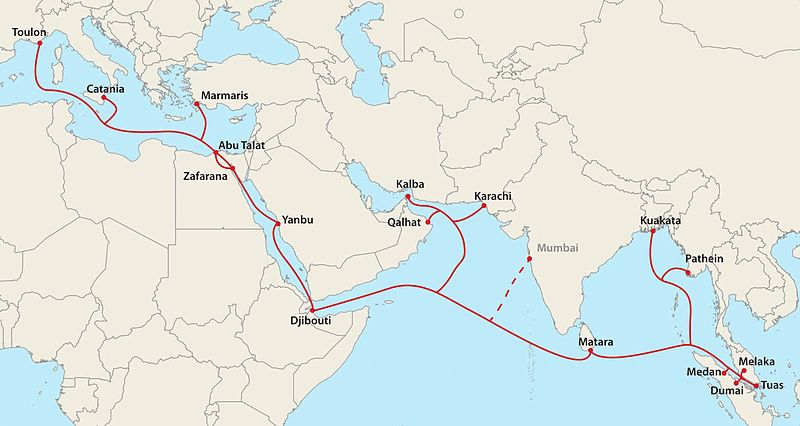 Toulon
Catania
Marmaris
Abu Talat
Zafarana
Kalba
Karachi
Yanbu
Qalhat
Kuakata
Mumbai
Pathein
Djibouti
Matara
Melaka
Medan
Dumai
Tuas